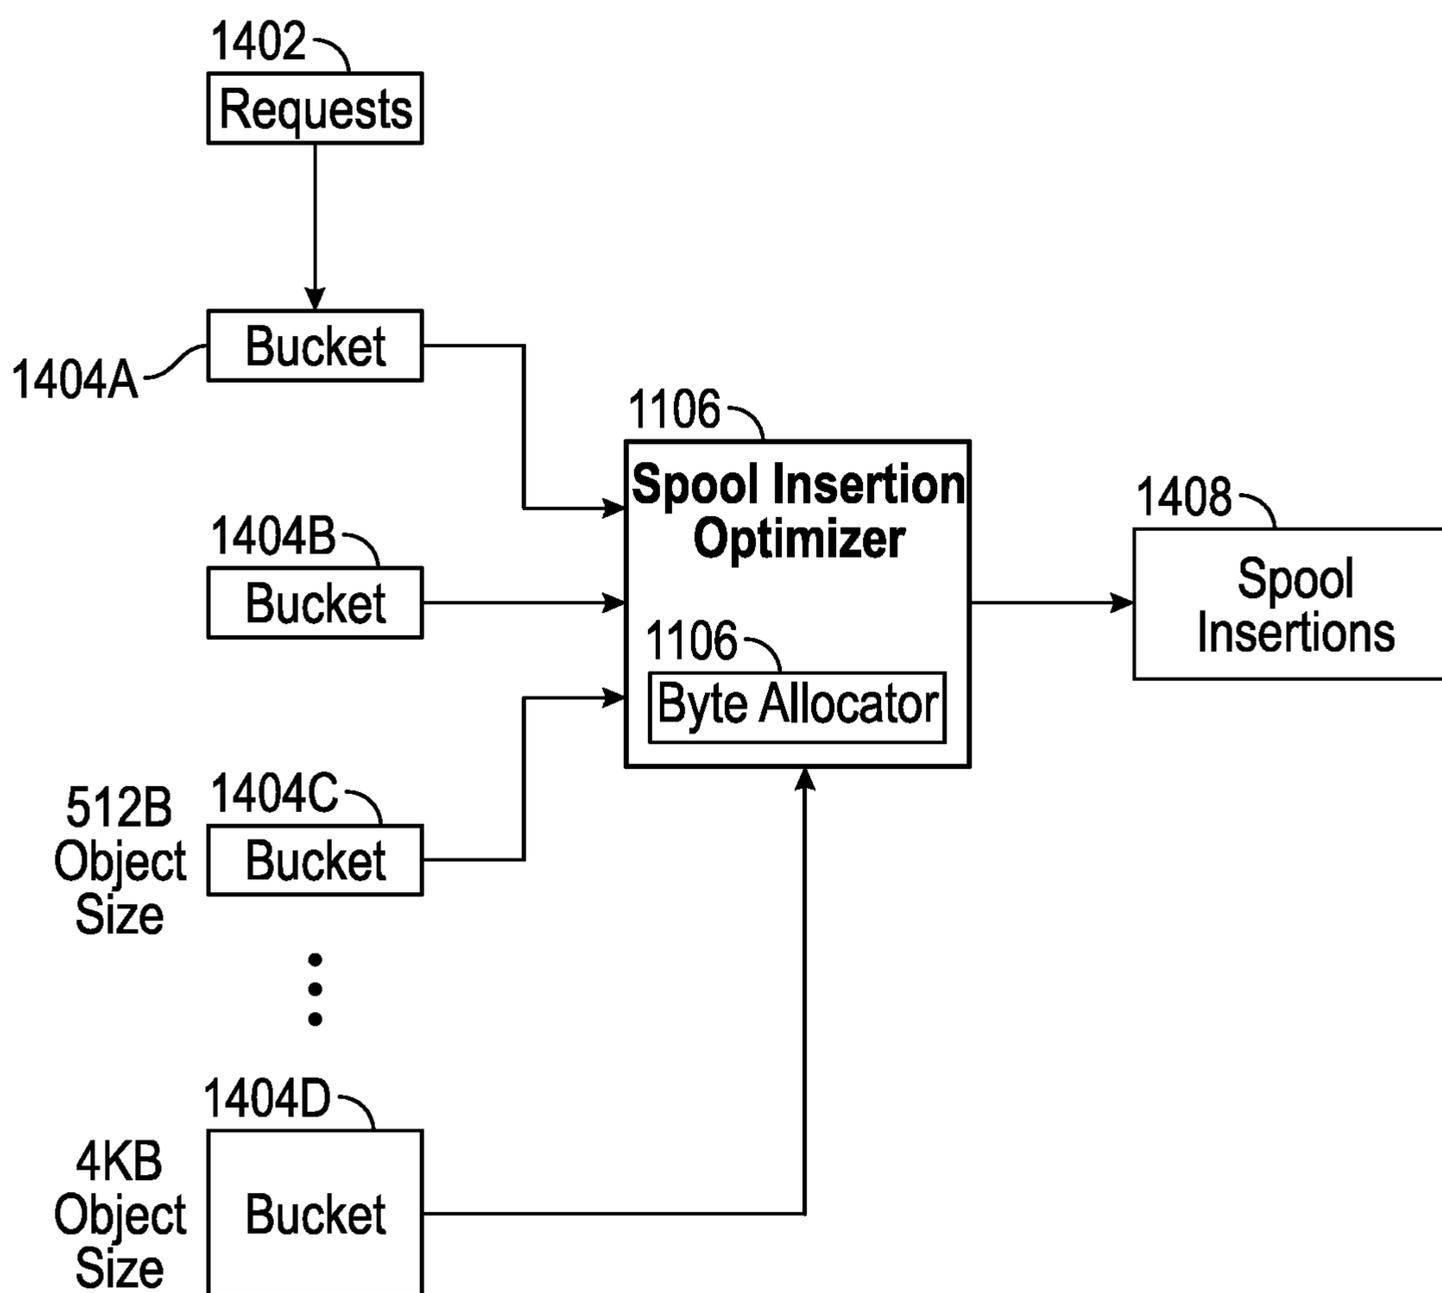 1402
Requests
Bucket
1404A
1106
Spool Insertion
Optimizer
1404B
Bucket
1408
Spool
Insertions
1106
Byte Allocator
512B
Object
Size
1404C
Bucket
1404D
4KB
Object
Size
Bucket